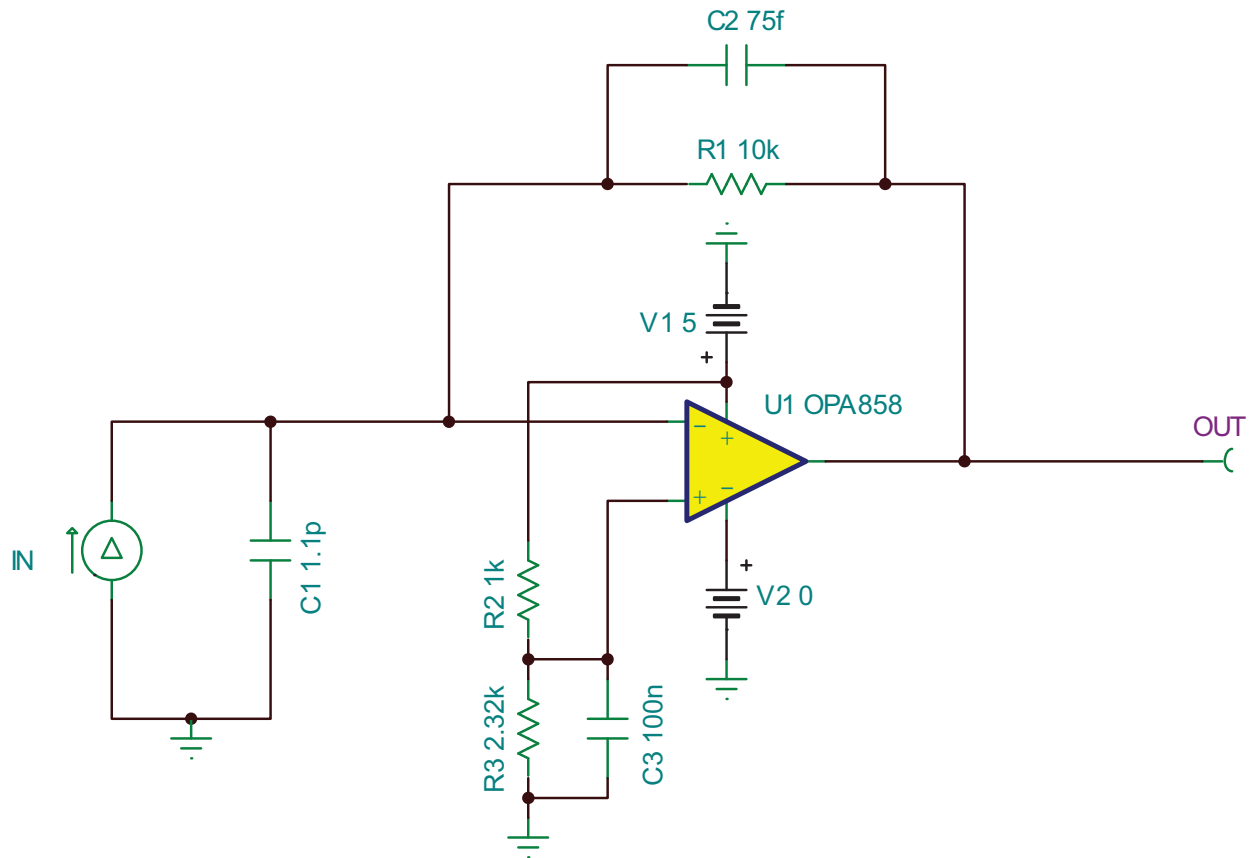 C2 75f
R1 10k
V1 5
+
U1 OPA858
OUT
-
+
+
-
IN
C1 1.1p
R2 1k
+
V2 0
R3 2.32k
C3 100n